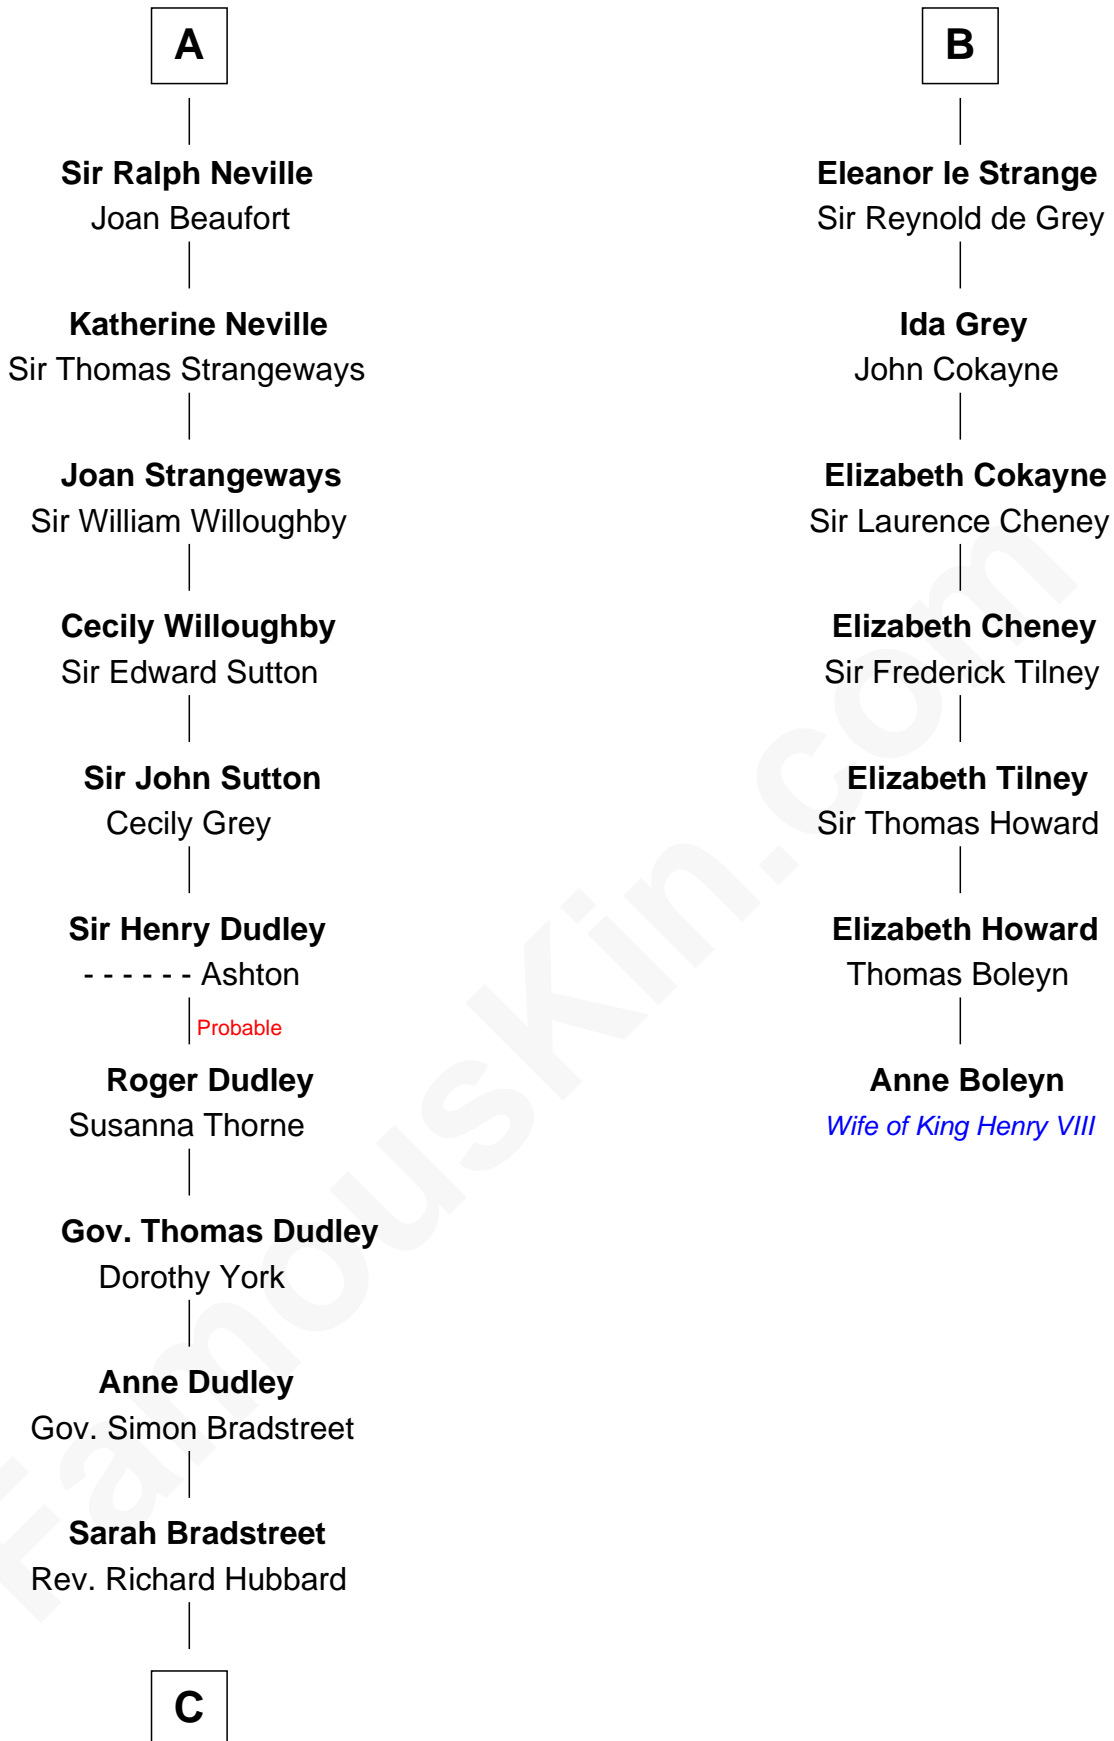 A
Sir Ralph Neville
Joan Beaufort
Katherine Neville
Sir Thomas Strangeways
Joan Strangeways
Sir William Willoughby
Cecily Willoughby
Sir Edward Sutton
Sir John Sutton
Cecily Grey
Sir Henry Dudley
- - - - - - Ashton
Probable
Roger Dudley
Susanna Thorne
Gov. Thomas Dudley
Dorothy York
Anne Dudley
Gov. Simon Bradstreet
Sarah Bradstreet
Rev. Richard Hubbard
C
B
Eleanor le Strange
Sir Reynold de Grey
Ida Grey
John Cokayne
Elizabeth Cokayne
Sir Laurence Cheney
Elizabeth Cheney
Sir Frederick Tilney
Elizabeth Tilney
Sir Thomas Howard
Elizabeth Howard
Thomas Boleyn
Anne Boleyn
Wife of King Henry VIII
FamousKin.com